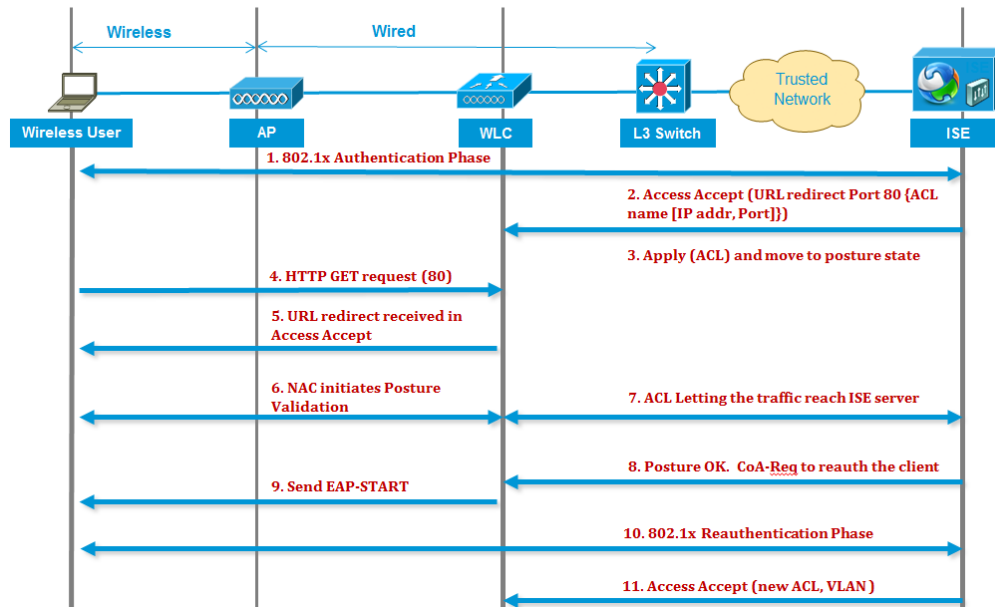 Wireless
Wired
Trusted
Network
Wireless User
AP
WLC
L3 Switch
ISE
1. 802.1x Authentication Phase
2. Access Accept (URL redirect Port 80 {ACL
name [IP addr, Port]})
3. Apply (ACL) and move to posture state
4. HTTP GET request (80)
5. URL redirect received in
Access Accept
6. NAC initiates Posture
Validation
7. ACL Letting the traffic reach ISE server
8. Posture OK. CoA-Req to reauth the client
9. Send EAP-START
10. 802.1x Reauthentication Phase
11. Access Accept (new ACL, VLAN )